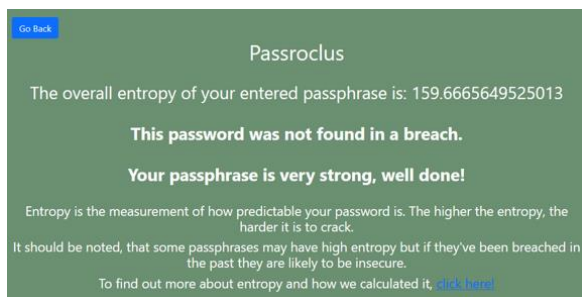 Go Back
Passroclus
The overall entropy of your entered passphrase is: 159.6665649525013
This password was not found in a breach.
Your passphrase is very strong, well done!
Entropy is the measurement of how predictable your password is. The higher the entropy, the
harder it is to crack.
It should be noted, that some passphrases may have high entropy but if they've been breached in
the past they are likely to be insecure.
To find out more about entropy and how we calculated it, click here!